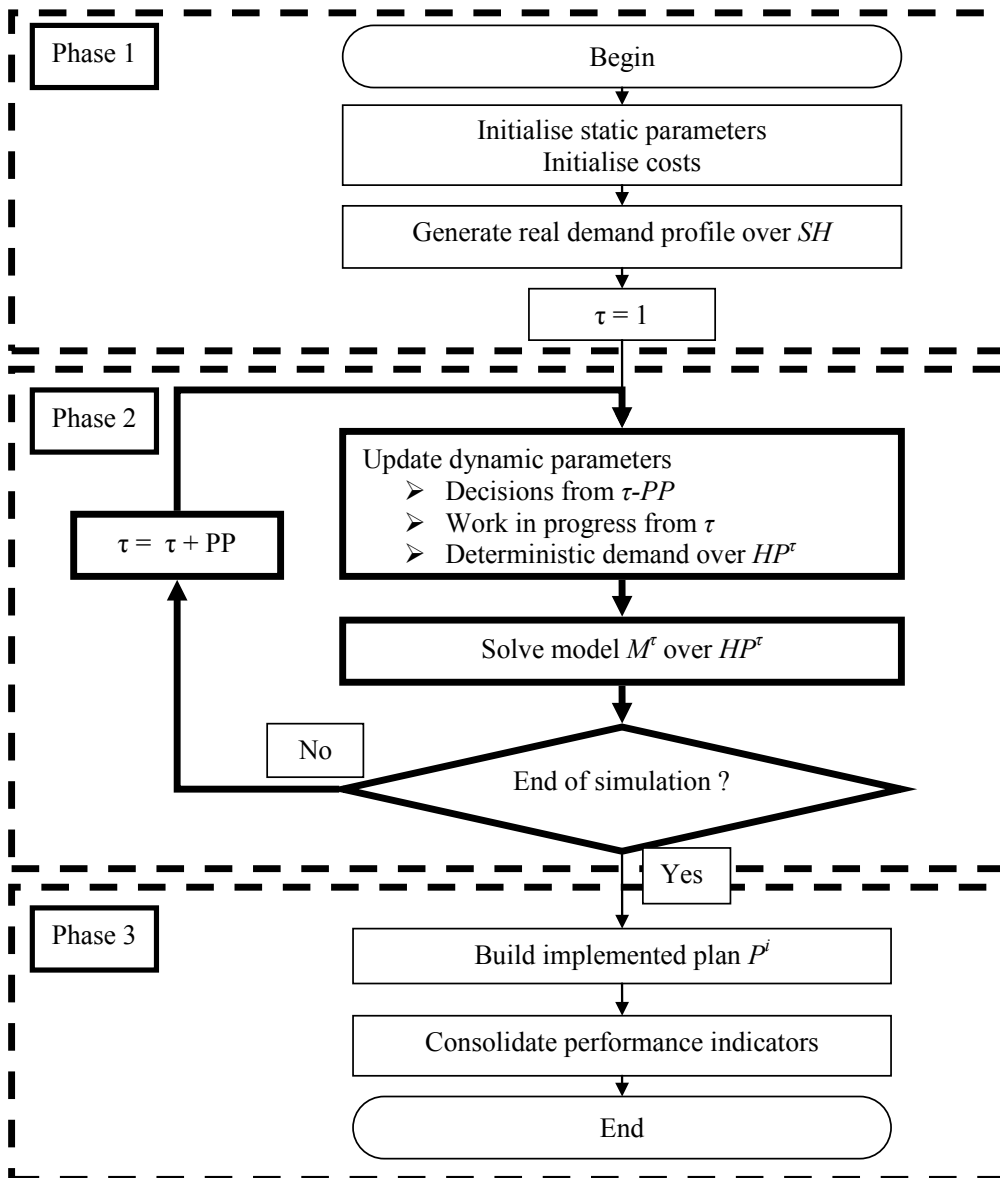 Phase 1
Begin
Initialise static parameters
Initialise costs
Generate real demand profile over SH
τ = 1
Phase 2
Update dynamic parameters
➢ Decisions from τ-PP
➢ Work in progress from τ
➢ Deterministic demand over HP^τ
τ = τ + PP
Solve model M^τ over HP^τ
No
End of simulation ?
Yes
Phase 3
Build implemented plan P^i
Consolidate performance indicators
End